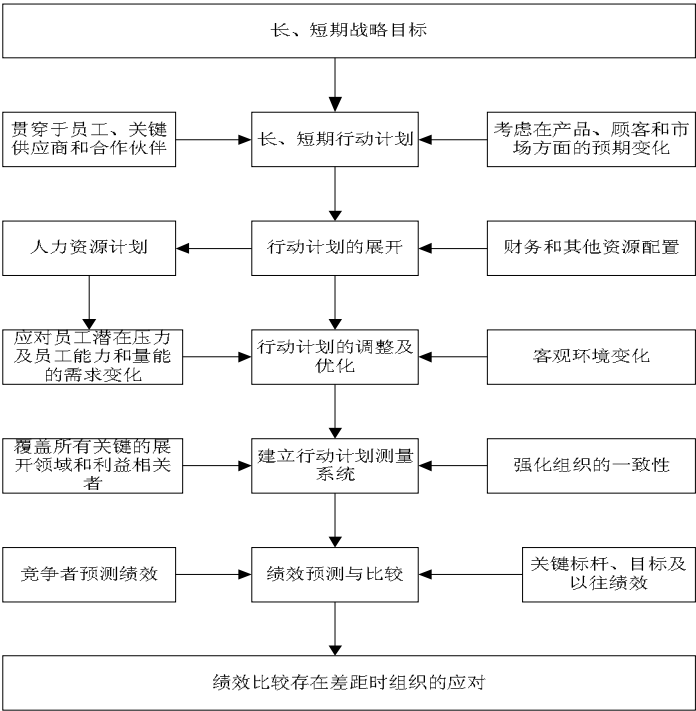 长、短期战略目标
贯穿于员工、关键
供应商和合作伙伴
长、短期行动计划
考虑在产品、顾客和市
场方面的预期变化
人力资源计划
行动计划的展开
财务和其他资源配置
应对员工潜在压力
及员工能力和量能
的需求变化
行动计划的调整及
优化
客观环境变化
覆盖所有关键的展
开领域和利益相关
者
建立行动计划测量
系统
强化组织的一致性
竞争者预测绩效
绩效预测与比较
关键标杆、目标及
以往绩效
绩效比较存在差距时组织的应对